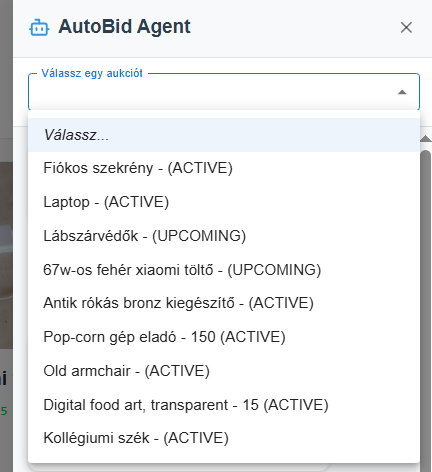 AutoBid Agent
Válassz egy aukciót
Válassz...
Fiókos szekrény - (ACTIVE)
Laptop - (ACTIVE)
Lábszárvédők - (UPCOMING)
67w-os fehér xiaomi töltő - (UPCOMING)
Antik rókás bronz kiegészítő - (ACTIVE)
Pop-corn gép eladó - 150 (ACTIVE)
Old armchair - (ACTIVE)
Digital food art, transparent - 15 (ACTIVE)
Kollégiumi szék - (ACTIVE)